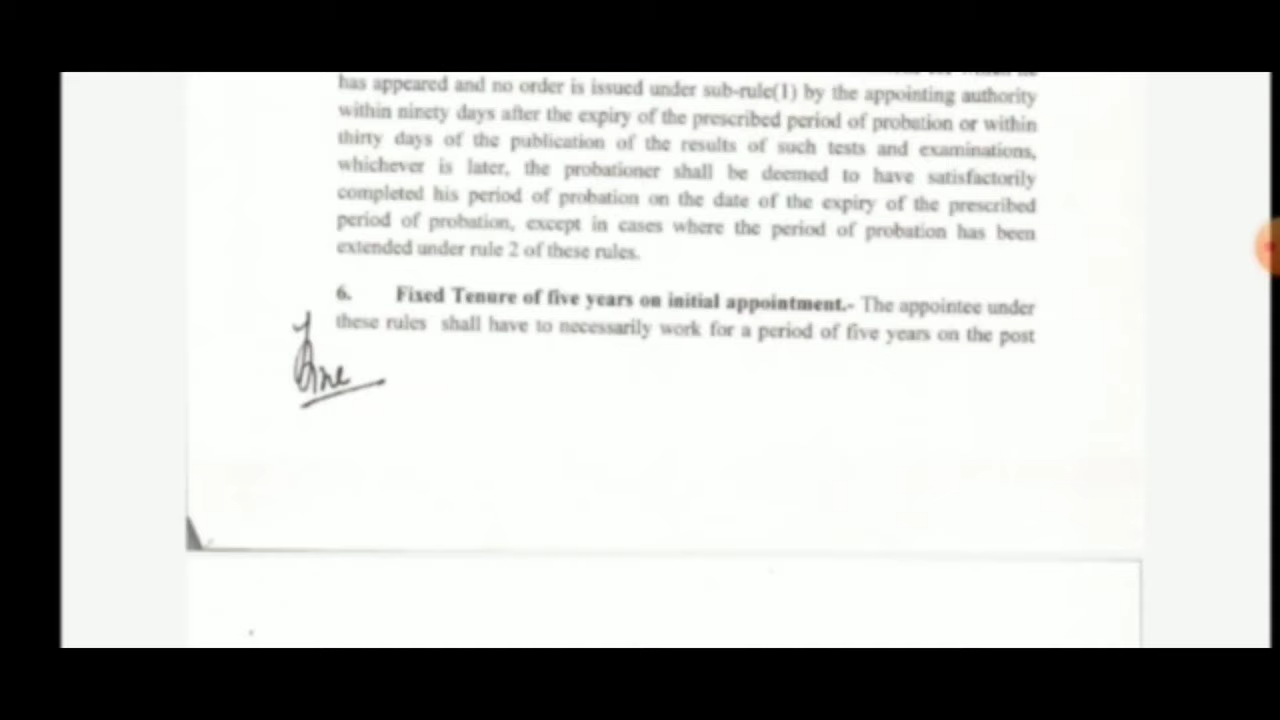 has appeared and no order is issued under sub-rule(1) by the appointing authority
within ninety days after the expiry of the prescribed period of probation or within
thirty days of the publication of the results of such tests and examinations,
whichever is later, the probationer shall be deemed to have satisfactorily
completed his period of probation on the date of the expiry of the prescribed
period of probation, except in cases where the period of probation has been
extended under rule 2 of these rules.
6. Fixed Tenure of five years on initial appointment.- The appointee under
these rules shall have to necessarily work for a period of five years on the post